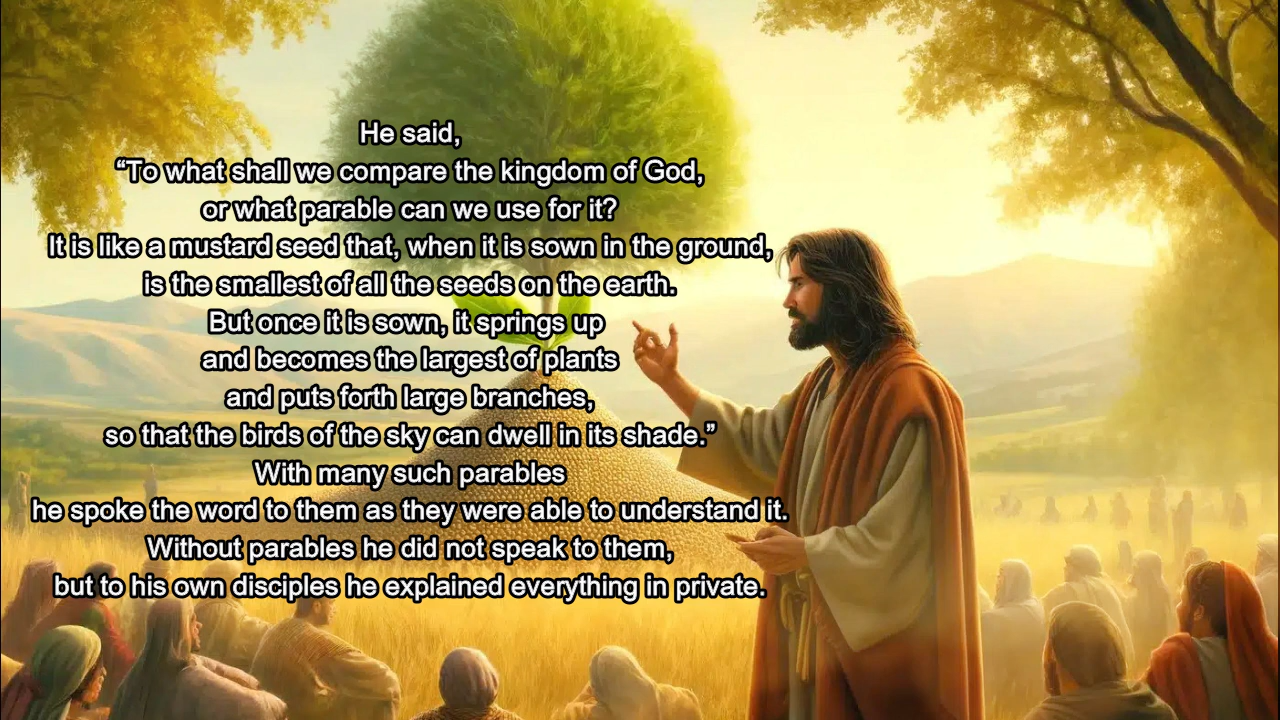 He said,
“To what shall we compare the kingdom of God,
or what parable can we use for it?
It is like a mustard seed that, when it is sown in the ground,
is the smallest of all the seeds on the earth.
But once it is sown, it springs up
and becomes the largest of plants
and puts forth large branches,
so that the birds of the sky can dwell in its shade.”
With many such parables
he spoke the word to them as they were able to understand it.
Without parables he did not speak to them,
but to his own disciples he explained everything in private.